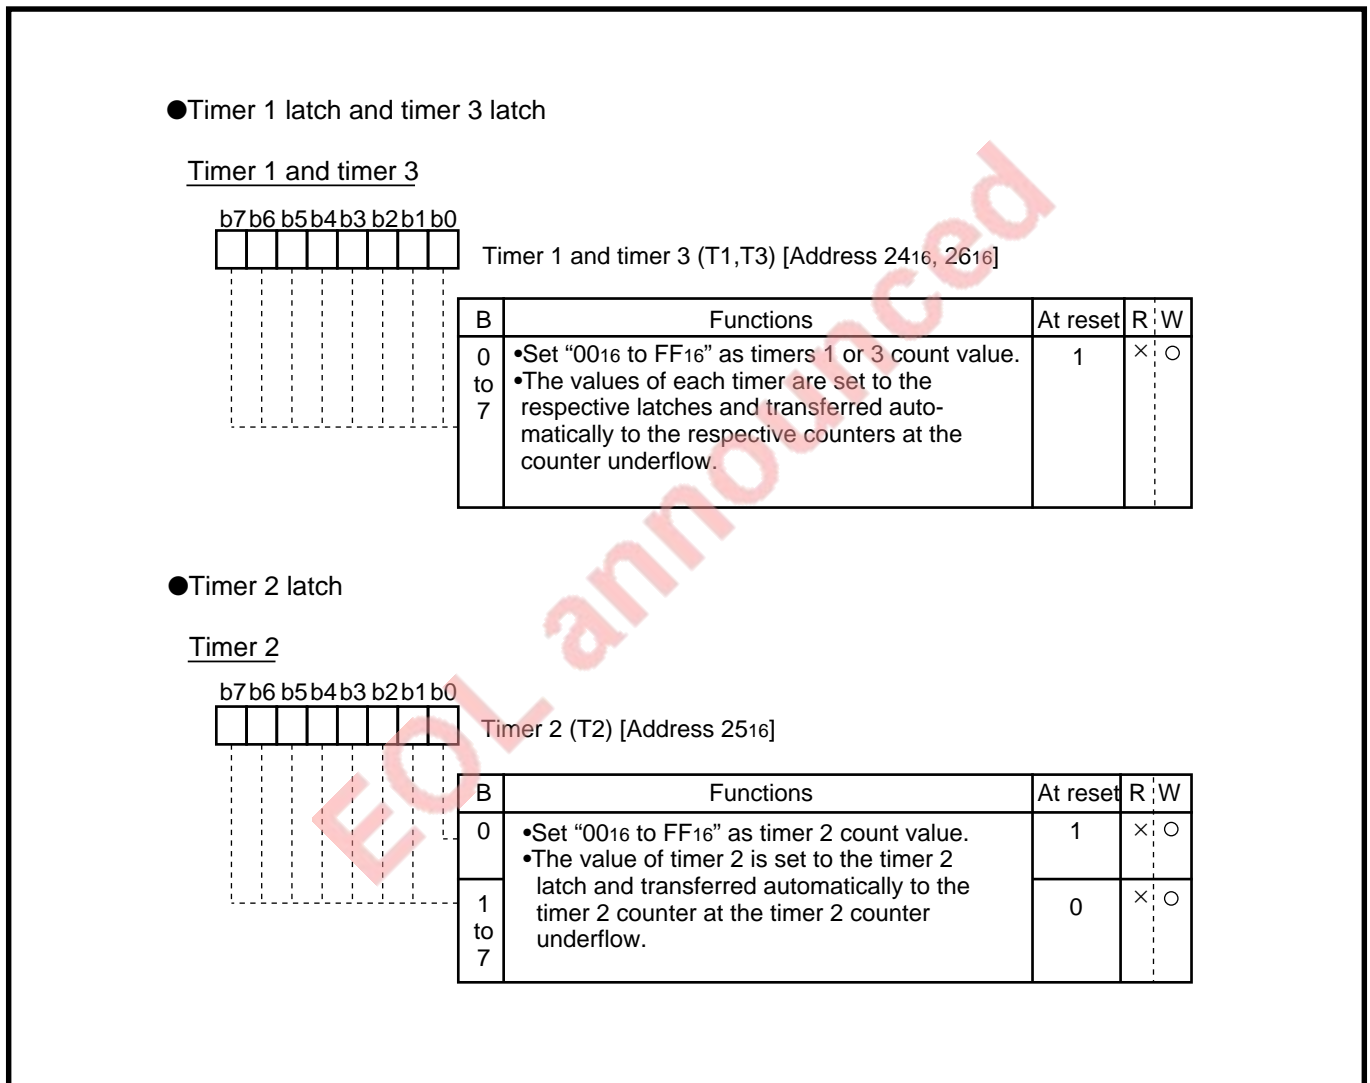 ●Timer 1 latch and timer 3 latch
Timer 1 and timer 3
b7 b6 b5 b4 b3 b2 b1 b0
Timer 1 and timer 3 (T1,T3) [Address 2416, 2616]
B Functions At reset R W
0 to 7
•Set “0016 to FF16” as timers 1 or 3 count value.
•The values of each timer are set to the
respective latches and transferred auto-
matically to the respective counters at the
counter underflow.
1 × ○
●Timer 2 latch
Timer 2
b7 b6 b5 b4 b3 b2 b1 b0
Timer 2 (T2) [Address 2516]
B Functions At reset R W
0
•Set “0016 to FF16” as timer 2 count value.
•The value of timer 2 is set to the timer 2
latch and transferred automatically to the
timer 2 counter at the timer 2 counter
underflow.
1 × ○
1 to 7
0 × ○
EOL announced